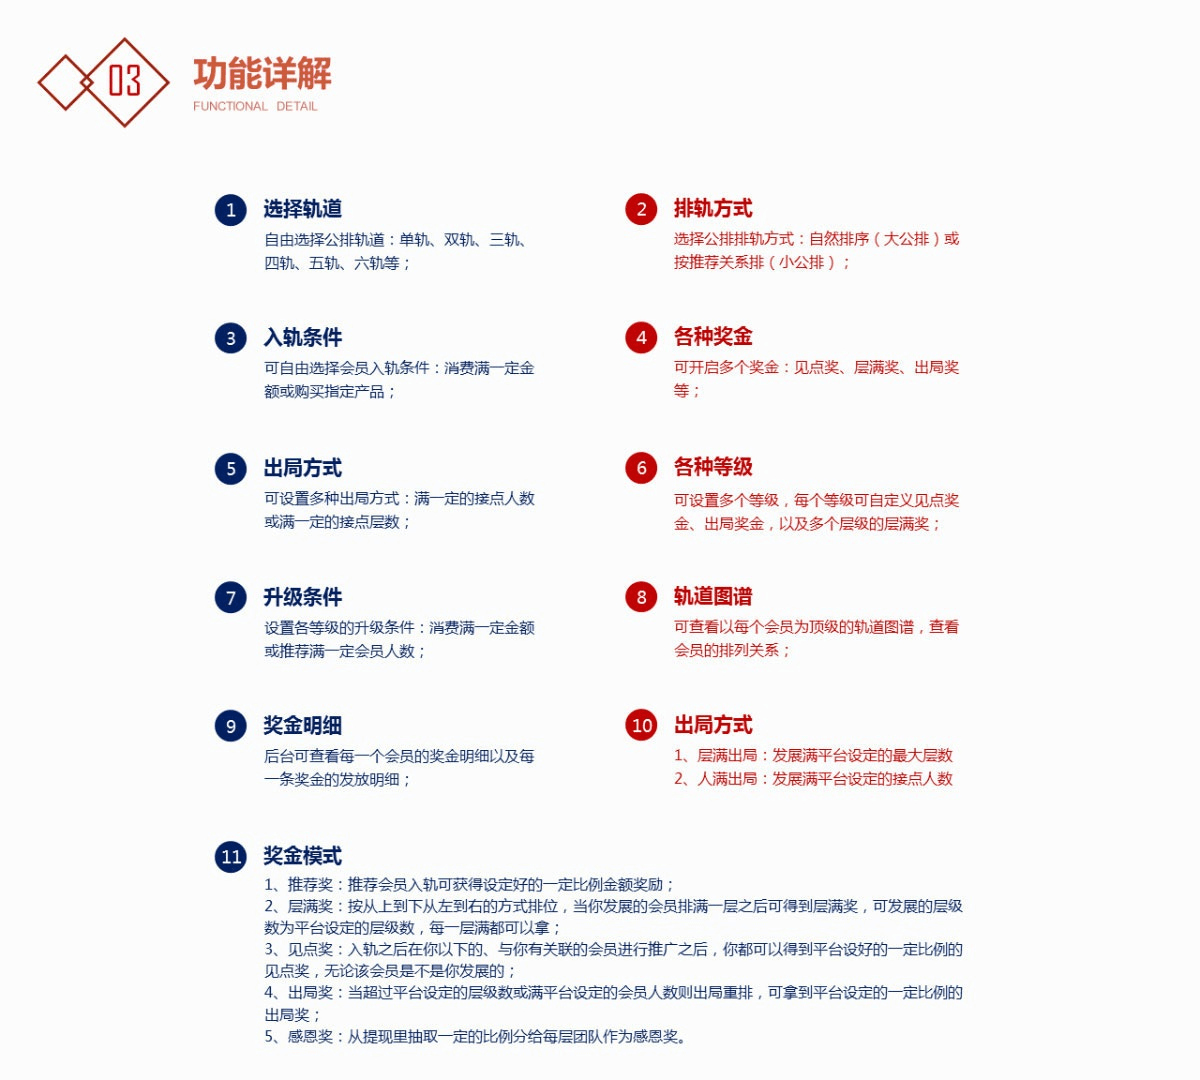 03
功能详解
FUNCTIONAL DETAIL
1 选择轨道
自由选择公排轨道：单轨、双轨、三轨、
四轨、五轨、六轨等；
2 排轨方式
选择公排排轨方式：自然排序（大公排）或
按推荐关系排（小公排）；
3 入轨条件
可自由选择会员入轨条件：消费满一定金
额或购买指定产品；
4 各种奖金
可开启多个奖金：见点奖、层满奖、出局奖
等；
5 出局方式
可设置多种出局方式：满一定的接点人数
或满一定的接点层数；
6 各种等级
可设置多个等级，每个等级可自定义见点奖
金、出局奖金，以及多个层级的层满奖；
7 升级条件
设置各等级的升级条件：消费满一定金额
或推荐满一定会员人数；
8 轨道图谱
可查看以每个会员为顶级的轨道图谱，查看
会员的排列关系；
9 奖金明细
后台可查看每一个会员的奖金明细以及每
一条奖金的发放明细；
10 出局方式
1、层满出局：发展满平台设定的最大层数
2、人满出局：发展满平台设定的接点人数
11 奖金模式
1、推荐奖：推荐会员入轨可获得设定好的一定比例金额奖励；
2、层满奖：按从上到下从左到右的方式排位，当你发展的会员排满一层之后可得到层满奖，可发展的层级
数为平台设定的层级数，每一层满都可以拿；
3、见点奖：入轨之后在你以下的、与你有关联的会员进行推广之后，你都可以得到平台设好的一定比例的
见点奖，无论该会员是不是你发展的；
4、出局奖：当超过平台设定的层级数或满平台设定的会员人数则出局重排，可拿到平台设定的一定比例的
出局奖；
5、感恩奖：从提现里抽取一定的比例分给每层团队作为感恩奖。